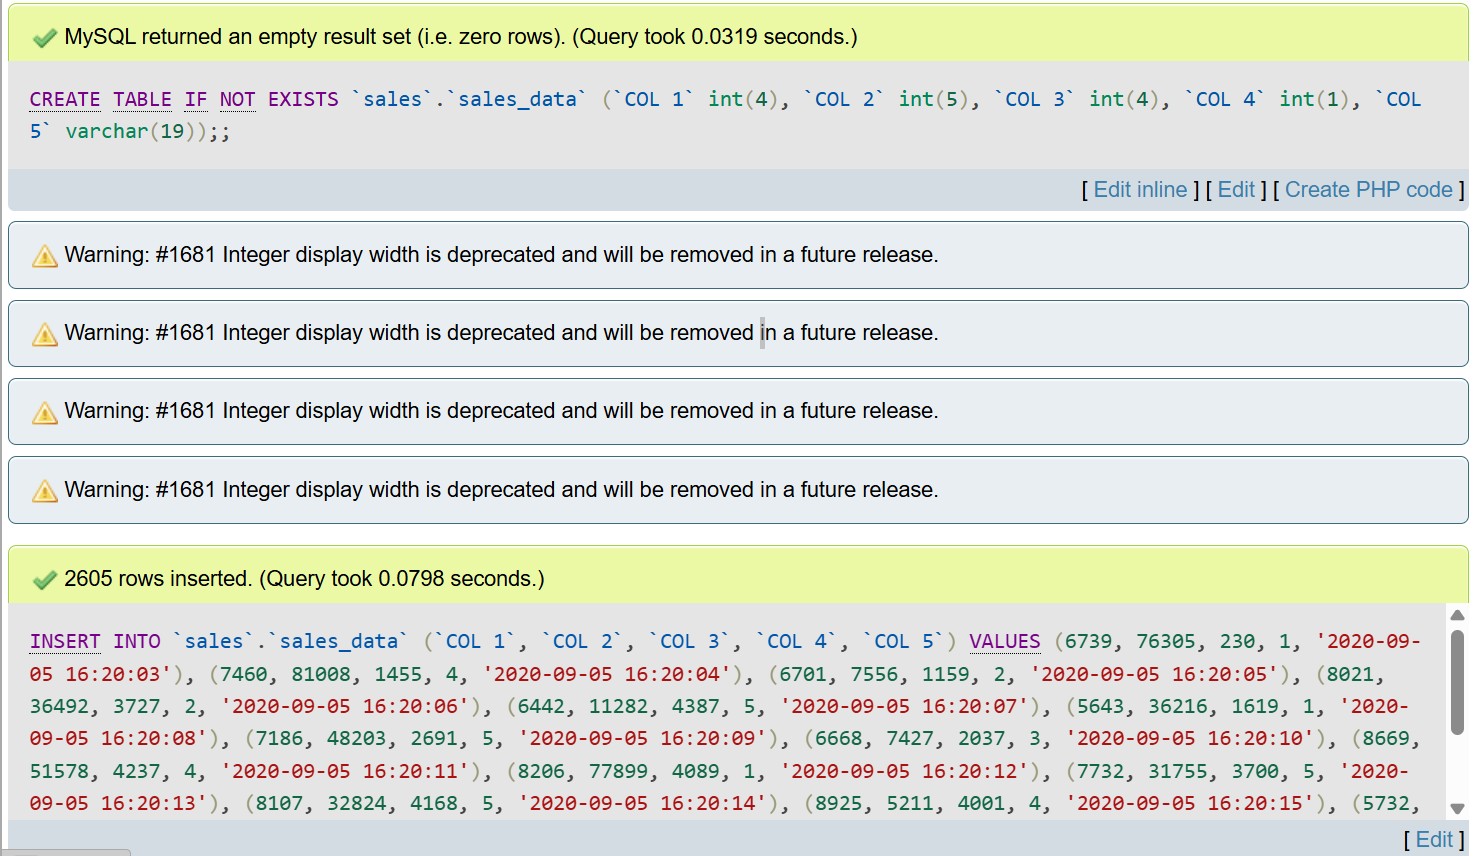 MySQL returned an empty result set (i.e. zero rows). (Query took 0.0319 seconds.)
CREATE TABLE IF NOT EXISTS `sales`.`sales_data` (`COL 1` int(4), `COL 2` int(5), `COL 3` int(4), `COL 4` int(1), `COL
5` varchar(19));;
[ Edit inline ] [ Edit ] [ Create PHP code ]
Warning: #1681 Integer display width is deprecated and will be removed in a future release.
Warning: #1681 Integer display width is deprecated and will be removed in a future release.
Warning: #1681 Integer display width is deprecated and will be removed in a future release.
Warning: #1681 Integer display width is deprecated and will be removed in a future release.
2605 rows inserted. (Query took 0.0798 seconds.)
INSERT INTO `sales`.`sales_data` (`COL 1`, `COL 2`, `COL 3`, `COL 4`, `COL 5`) VALUES (6739, 76305, 230, 1, '2020-09-
05 16:20:03'), (7460, 81008, 1455, 4, '2020-09-05 16:20:04'), (6701, 7556, 1159, 2, '2020-09-05 16:20:05'), (8021,
36492, 3727, 2, '2020-09-05 16:20:06'), (6442, 11282, 4387, 5, '2020-09-05 16:20:07'), (5643, 36216, 1619, 1, '2020-
09-05 16:20:08'), (7186, 48203, 2691, 5, '2020-09-05 16:20:09'), (6668, 7427, 2037, 3, '2020-09-05 16:20:10'), (8669,
51578, 4237, 4, '2020-09-05 16:20:11'), (8206, 77899, 4089, 1, '2020-09-05 16:20:12'), (7732, 31755, 3700, 5, '2020-
09-05 16:20:13'), (8107, 32824, 4168, 5, '2020-09-05 16:20:14'), (8925, 5211, 4001, 4, '2020-09-05 16:20:15'), (5732,
[ Edit ]